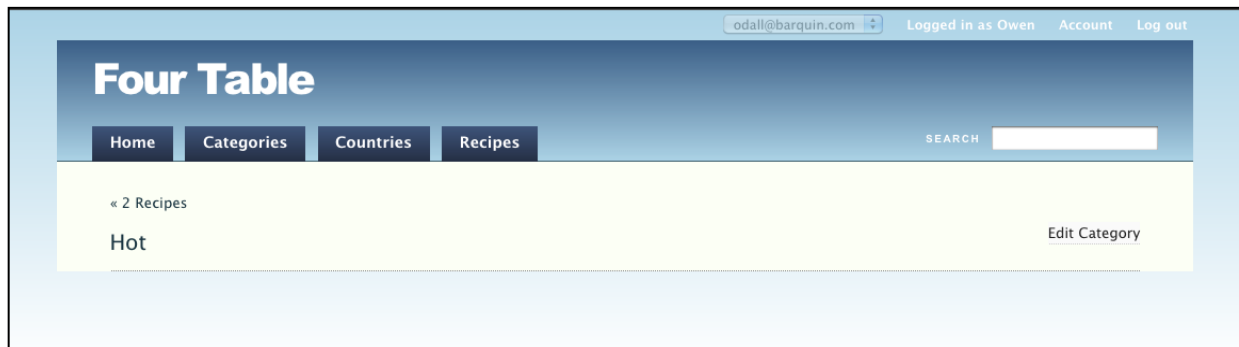 odall@barquin.com Logged in as Owen Account Log out
Four Table
Home Categories Countries Recipes SEARCH
« 2 Recipes
Hot Edit Category